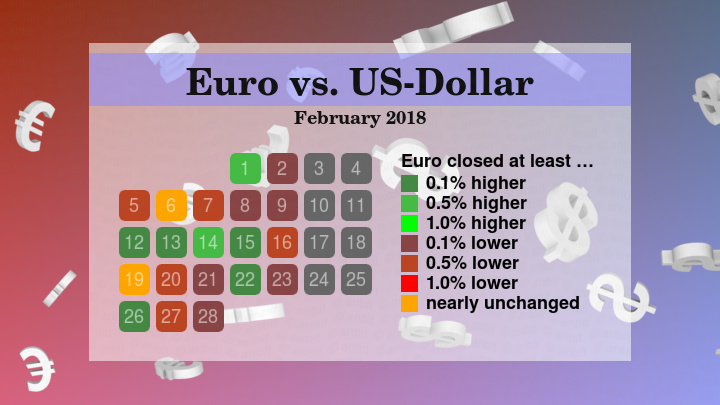 Euro vs. US-Dollar
February 2018
1 2 3 4
5 6 7 8 9 10 11
12 13 14 15 16 17 18
19 20 21 22 23 24 25
26 27 28
Euro closed at least …
0.1% higher
0.5% higher
1.0% higher
0.1% lower
0.5% lower
1.0% lower
nearly unchanged